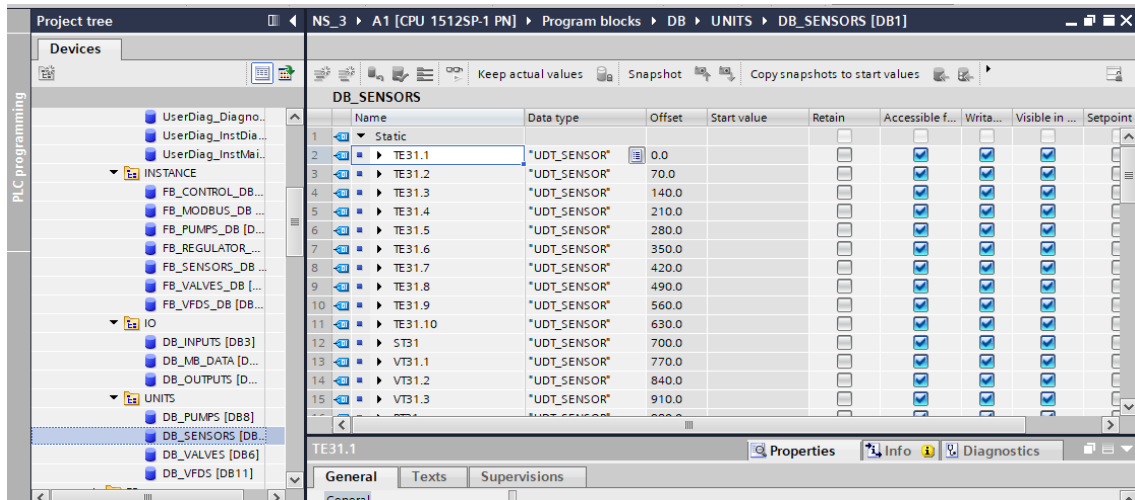 Project tree
NS_3 ▸ A1 [CPU 1512SP-1 PN] ▸ Program blocks ▸ DB ▸ UNITS ▸ DB_SENSORS [DB1]
Devices
PLC programming
Keep actual values Snapshot Copy snapshots to start values
DB_SENSORS
Name Data type Offset Start value Retain Accessible f... Writa... Visible in ... Setpoint
1 Static
2 TE31.1 "UDT_SENSOR" 0.0
3 TE31.2 "UDT_SENSOR" 70.0
4 TE31.3 "UDT_SENSOR" 140.0
5 TE31.4 "UDT_SENSOR" 210.0
6 TE31.5 "UDT_SENSOR" 280.0
7 TE31.6 "UDT_SENSOR" 350.0
8 TE31.7 "UDT_SENSOR" 420.0
9 TE31.8 "UDT_SENSOR" 490.0
10 TE31.9 "UDT_SENSOR" 560.0
11 TE31.10 "UDT_SENSOR" 630.0
12 ST31 "UDT_SENSOR" 700.0
13 VT31.1 "UDT_SENSOR" 770.0
14 VT31.2 "UDT_SENSOR" 840.0
15 VT31.3 "UDT_SENSOR" 910.0
UserDiag_Diagno..
UserDiag_InstDia...
UserDiag_InstMai..
INSTANCE
FB_CONTROL_DB...
FB_MODBUS_DB ...
FB_PUMPS_DB [D...
FB_REGULATOR_...
FB_SENSORS_DB ...
FB_VALVES_DB [...
FB_VFDS_DB [DB...
IO
DB_INPUTS [DB3]
DB_MB_DATA [D...
DB_OUTPUTS [D...
UNITS
DB_PUMPS [DB8]
DB_SENSORS [DB..
DB_VALVES [DB6]
DB_VFDS [DB11]
TE31.1
Properties Info Diagnostics
General Texts Supervisions
General